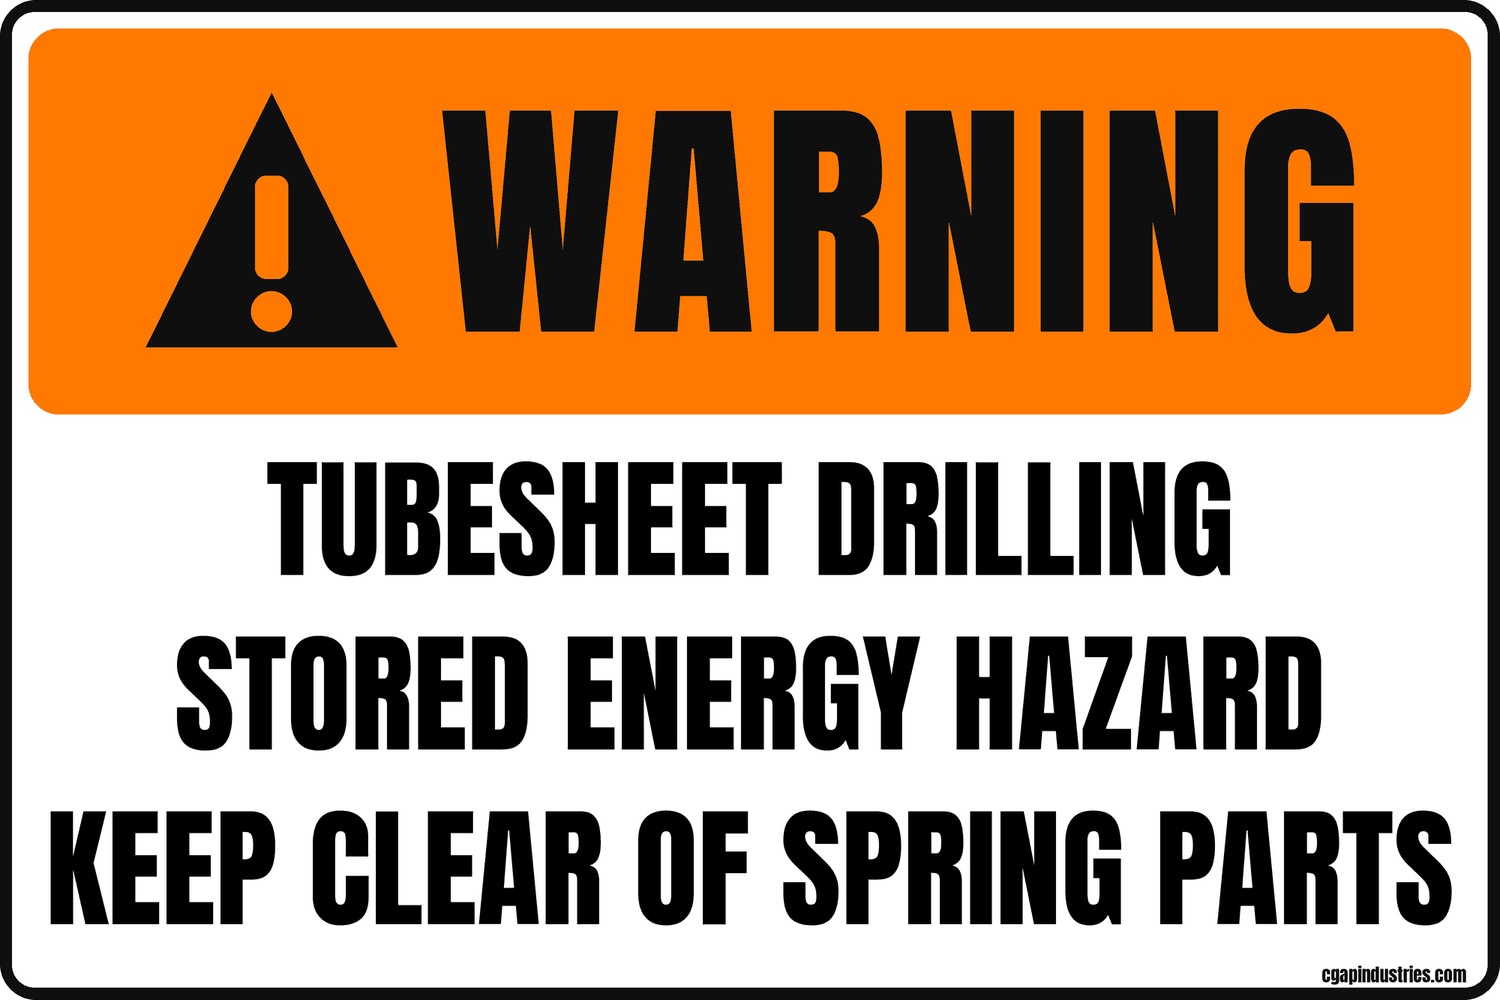 WARNING
TUBESHEET DRILLING
STORED ENERGY HAZARD
KEEP CLEAR OF SPRING PARTS
cgapindustries.com